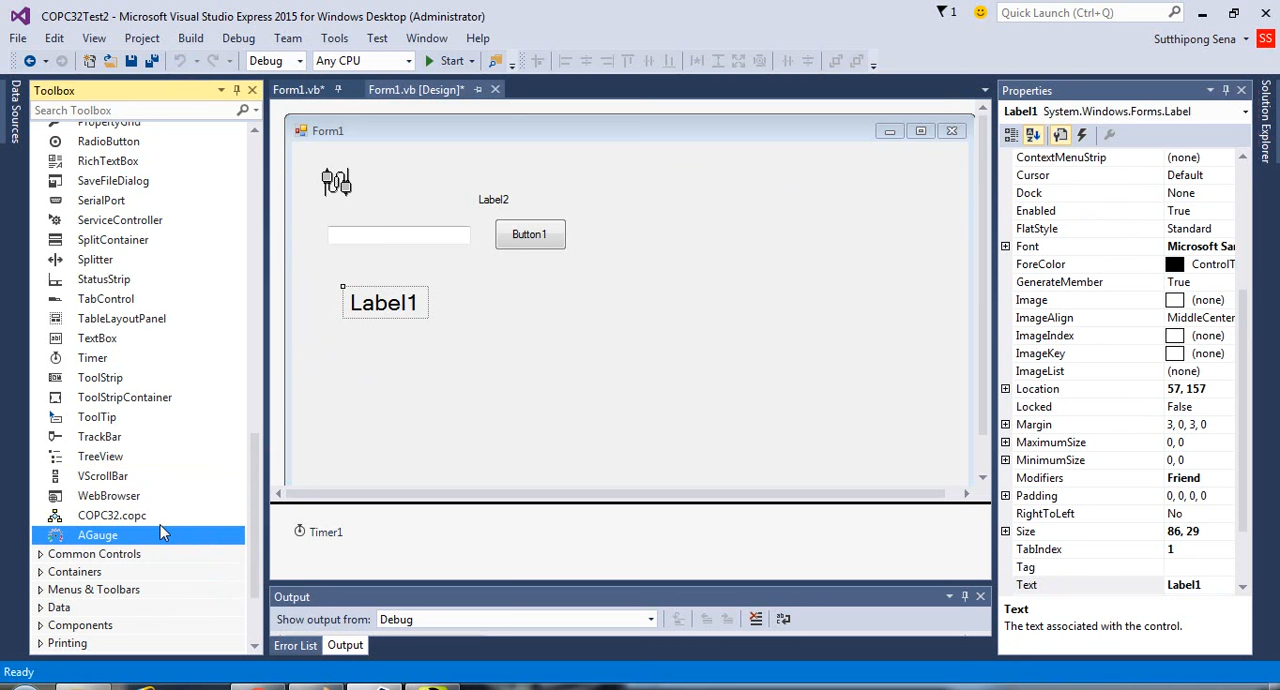 COPC32Test2 - Microsoft Visual Studio Express 2015 for Windows Desktop (Administrator)
1
Quick Launch (Ctrl+Q)
File Edit View Project Build Debug Team Tools Test Window Help
Sutthipong Sena SS
Debug Any CPU Start
Data Sources
Toolbox
Search Toolbox
PropertyGrid
RadioButton
RichTextBox
SaveFileDialog
SerialPort
ServiceController
SplitContainer
Splitter
StatusStrip
TabControl
TableLayoutPanel
TextBox
Timer
ToolStrip
ToolStripContainer
ToolTip
TrackBar
TreeView
VScrollBar
WebBrowser
COPC32.copc
AGauge
Common Controls
Containers
Menus & Toolbars
Data
Components
Printing
Form1.vb* Form1.vb [Design]*
Form1
Label2
Button1
Label1
Timer1
Output
Show output from: Debug
Error List Output
Properties
Label1 System.Windows.Forms.Label
ContextMenuStrip (none)
Cursor Default
Dock None
Enabled True
FlatStyle Standard
Font Microsoft Sa
ForeColor ControlT
GenerateMember True
Image (none)
ImageAlign MiddleCenter
ImageIndex (none)
ImageKey (none)
ImageList (none)
Location 57, 157
Locked False
Margin 3, 0, 3, 0
MaximumSize 0, 0
MinimumSize 0, 0
Modifiers Friend
Padding 0, 0, 0, 0
RightToLeft No
Size 86, 29
TabIndex 1
Tag
Text Label1
Text
The text associated with the control.
Solution Explorer
Ready